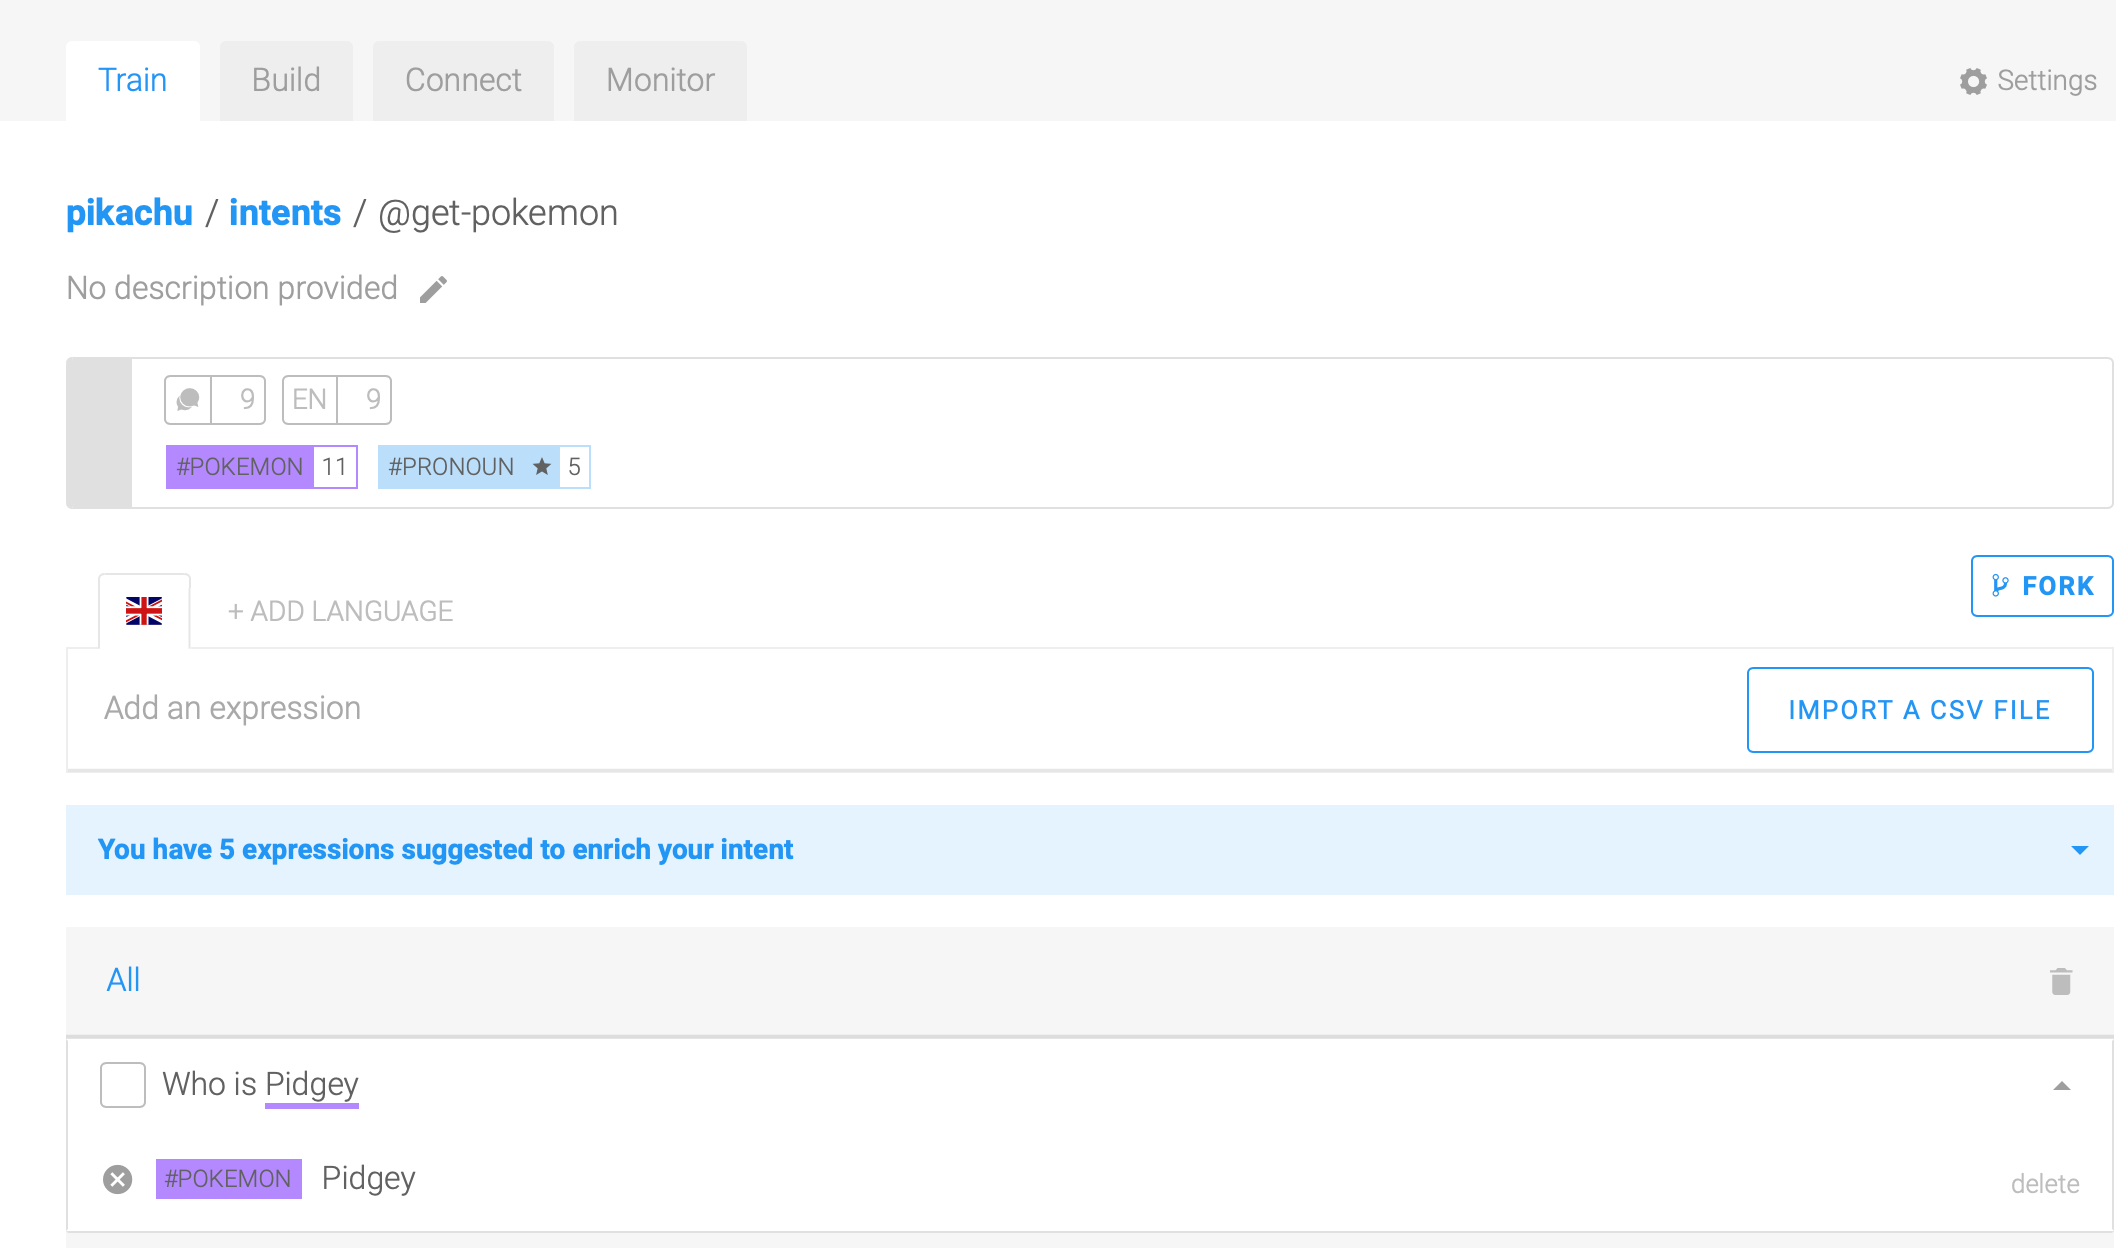 Train Build Connect Monitor Settings
pikachu / intents / @get-pokemon
No description provided
9 EN 9
#POKEMON 11 #PRONOUN ★ 5
FORK
+ ADD LANGUAGE
Add an expression IMPORT A CSV FILE
You have 5 expressions suggested to enrich your intent
All
Who is Pidgey
#POKEMON Pidgey delete